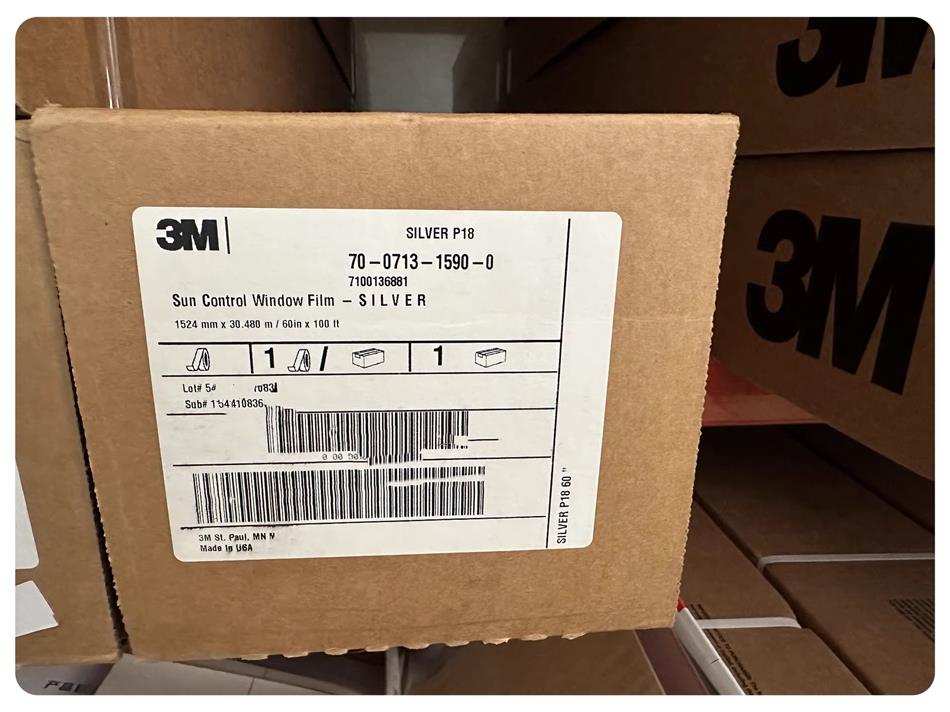 3M
SILVER P18
70-0713-1590-0
7100136881
Sun Control Window Film – SILVER
1524 mm x 30.480 m / 60in x 100 ft
1 / 1
Lot# 5#
Sub#
3M St. Paul, MN
Made In USA
SILVER P18 60 "
3M
3M